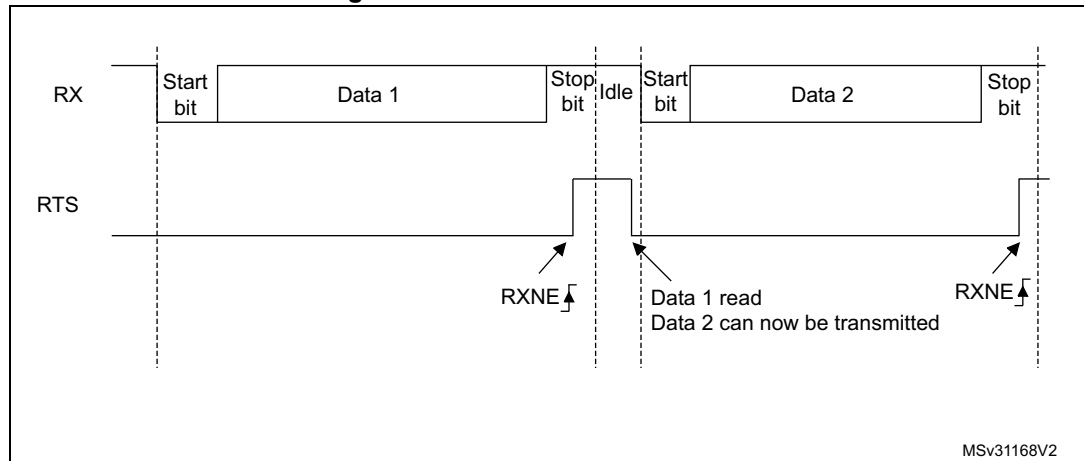 RX
Start
bit
Data 1
Stop
bit
Idle
Start
bit
Data 2
Stop
bit
RTS
RXNE
Data 1 read
Data 2 can now be transmitted
RXNE
MSv31168V2